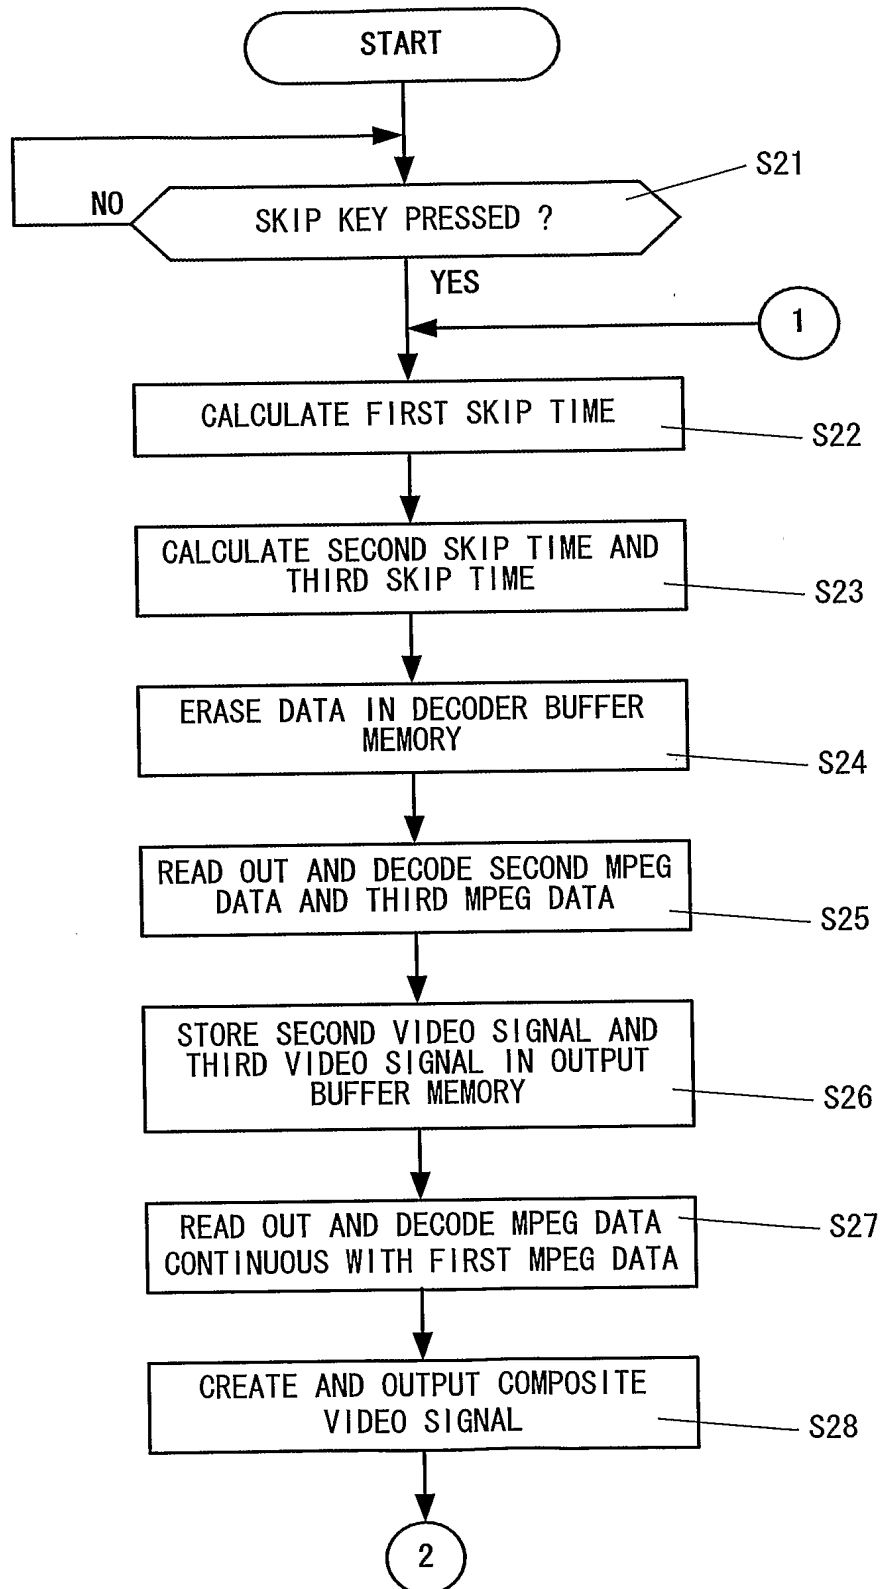 START
S21
NO
SKIP KEY PRESSED ?
YES
1
CALCULATE FIRST SKIP TIME
S22
CALCULATE SECOND SKIP TIME AND
THIRD SKIP TIME
S23
ERASE DATA IN DECODER BUFFER
MEMORY
S24
READ OUT AND DECODE SECOND MPEG
DATA AND THIRD MPEG DATA
S25
STORE SECOND VIDEO SIGNAL AND
THIRD VIDEO SIGNAL IN OUTPUT
BUFFER MEMORY
S26
READ OUT AND DECODE MPEG DATA
CONTINUOUS WITH FIRST MPEG DATA
S27
CREATE AND OUTPUT COMPOSITE
VIDEO SIGNAL
S28
2